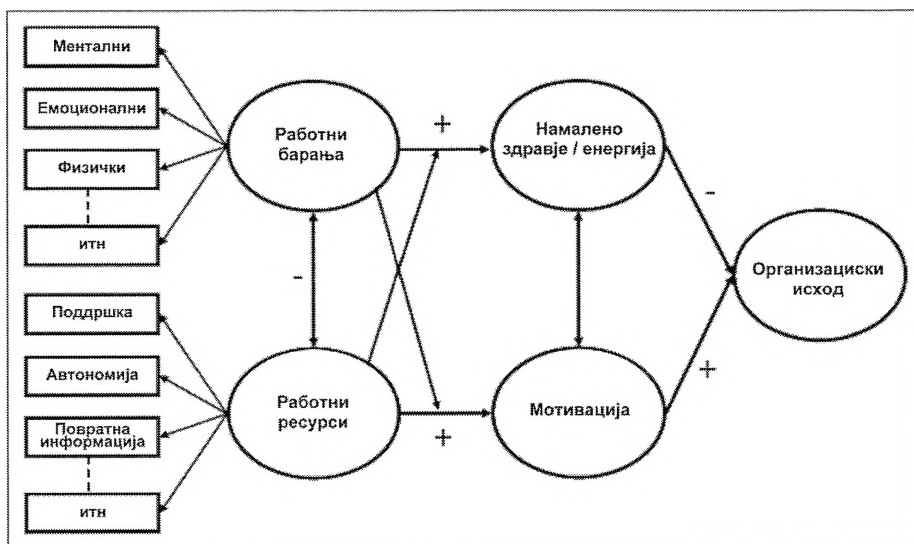 Ментални
Емоционални
Физички
итн
Поддршка
Автономија
Повратна
информација
итн
Работни
барања
Работни
ресурси
+
-
+
Намалено
здравје / енергија
Мотивација
-
+
Организациски
исход